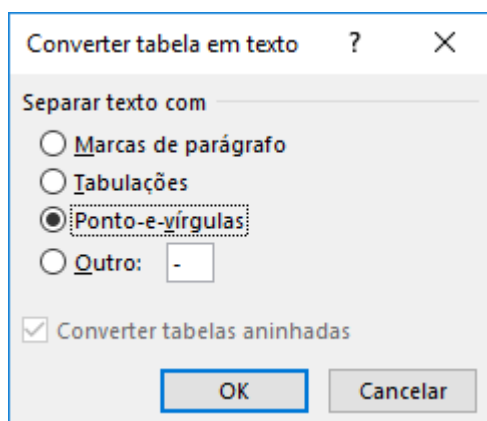 Converter tabela em texto ? ×
Separar texto com
Marcas de parágrafo
Tabulações
Ponto-e-vírgulas
Outro: -
Converter tabelas aninhadas
OK Cancelar